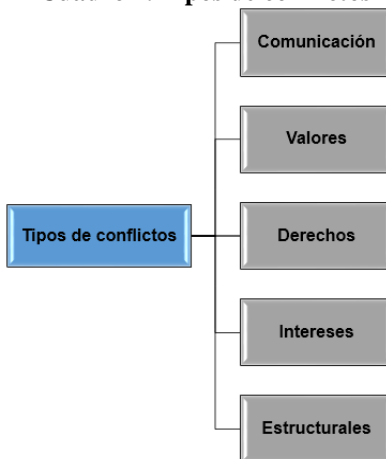 Comunicación
Valores
Tipos de conflictos
Derechos
Intereses
Estructurales